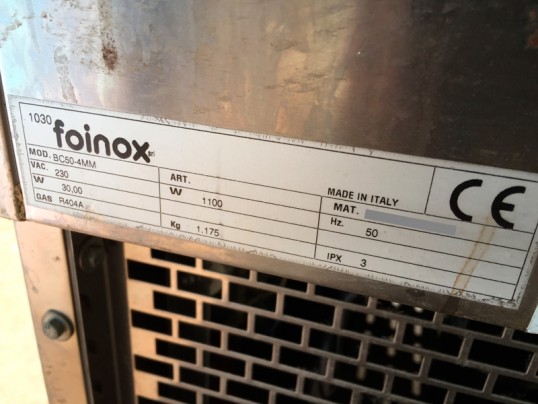 1030 foinox
MOD. BC50-4MM
ART.
MADE IN ITALY
CE
VAC. 230
W 1100
MAT.
W 30,00
Hz. 50
GAS R404A
Kg 1.175
IPX 3